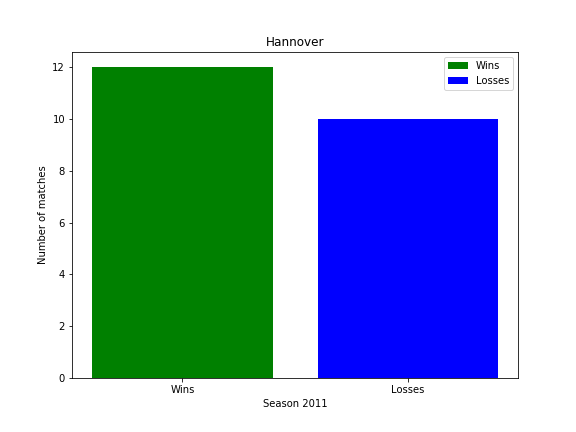 Hannover
Wins
Losses
12
10
8
6
4
2
0
Number of matches
Wins
Losses
Season 2011